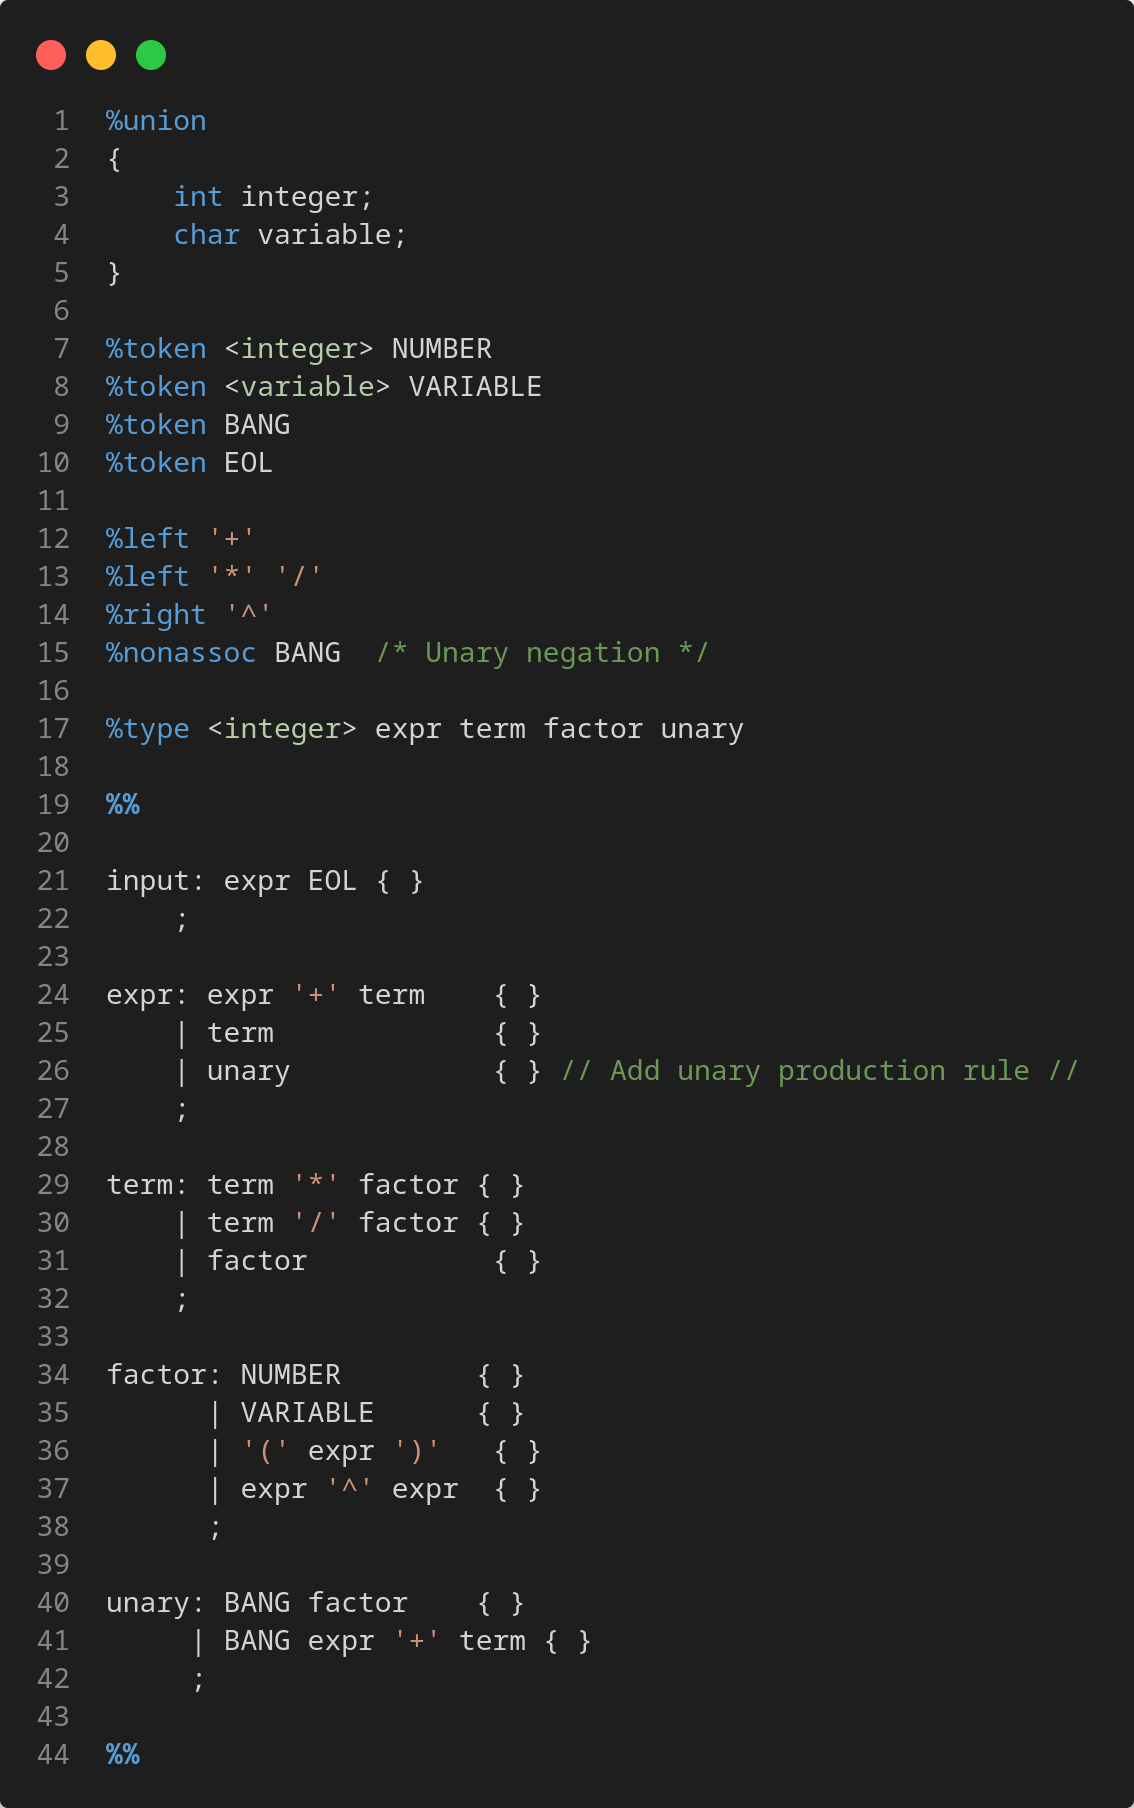 1 %union
2 {
3     int integer;
4     char variable;
5 }
6
7 %token <integer> NUMBER
8 %token <variable> VARIABLE
9 %token BANG
10 %token EOL
11
12 %left '+'
13 %left '*' '/'
14 %right '^'
15 %nonassoc BANG  /* Unary negation */
16
17 %type <integer> expr term factor unary
18
19 %%
20
21 input: expr EOL { }
22     ;
23
24 expr: expr '+' term    { }
25     | term             { }
26     | unary            { } // Add unary production rule //
27     ;
28
29 term: term '*' factor { }
30     | term '/' factor { }
31     | factor           { }
32     ;
33
34 factor: NUMBER        { }
35       | VARIABLE      { }
36       | '(' expr ')'   { }
37       | expr '^' expr  { }
38       ;
39
40 unary: BANG factor    { }
41      | BANG expr '+' term { }
42      ;
43
44 %%